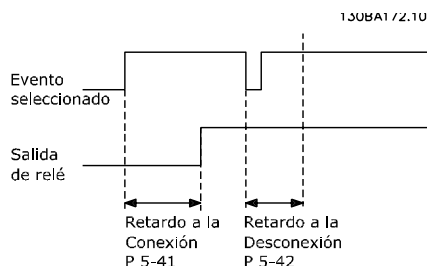 130BA172.10
Evento
seleccionado
Salida
de relé
Retardo a la
Conexión
P 5-41
Retardo a la
Desconexión
P 5-42